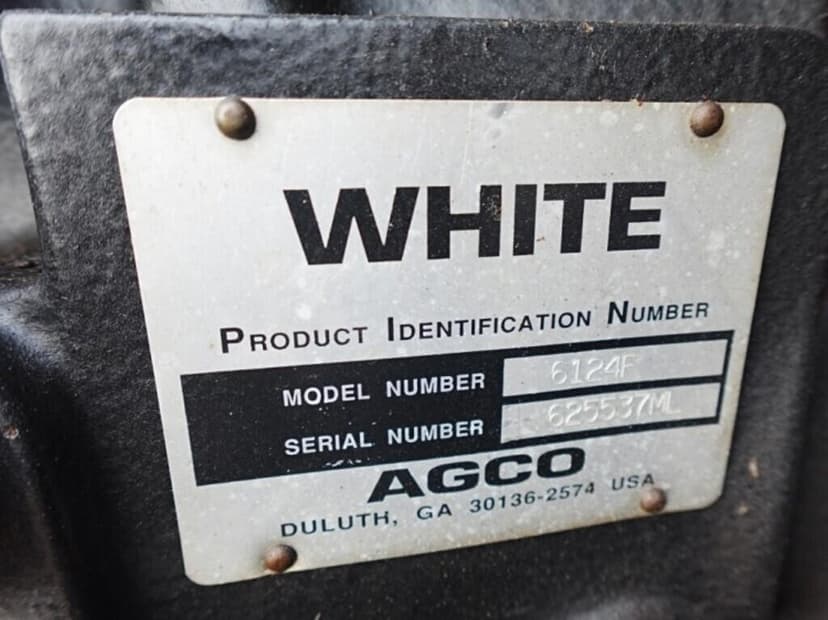 WHITE
PRODUCT IDENTIFICATION NUMBER
MODEL NUMBER 6124F
SERIAL NUMBER 625537ML
AGCO
DULUTH, GA 30136-2574 USA